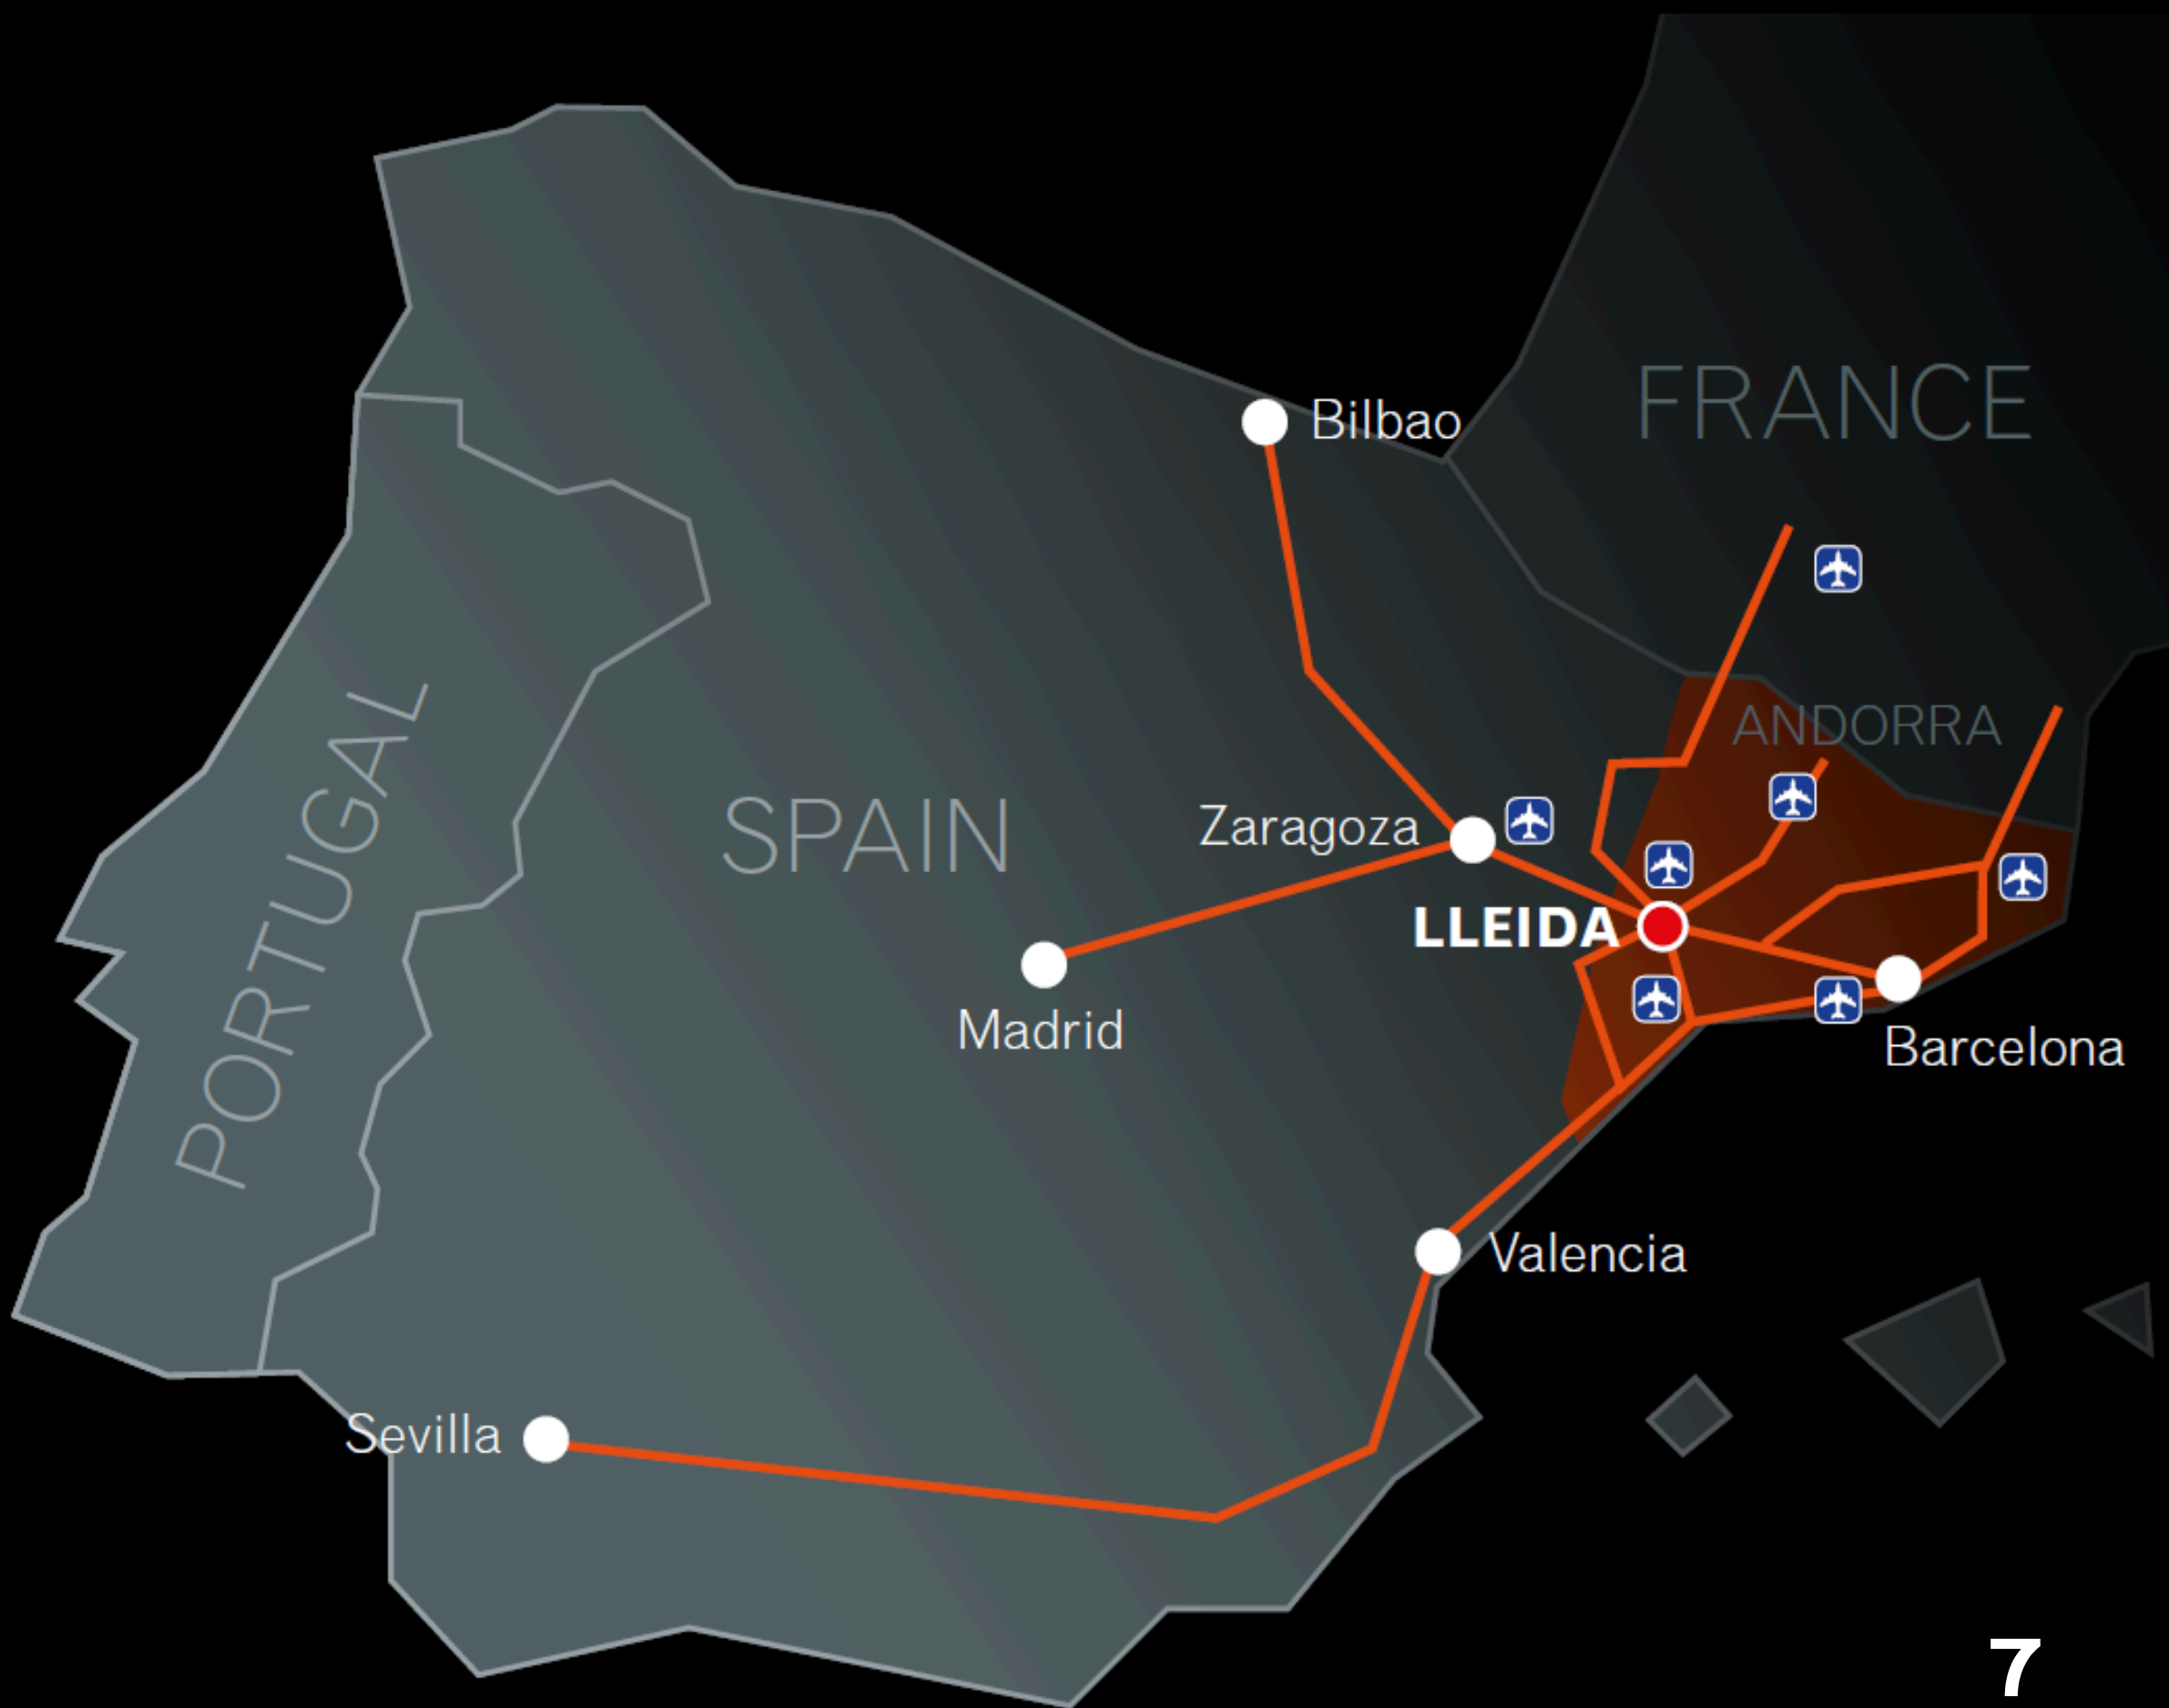 FRANCE
Bilbao
ANDORRA
PORTUGAL
SPAIN
Zaragoza
LLEIDA
Madrid
Barcelona
Valencia
Sevilla
7